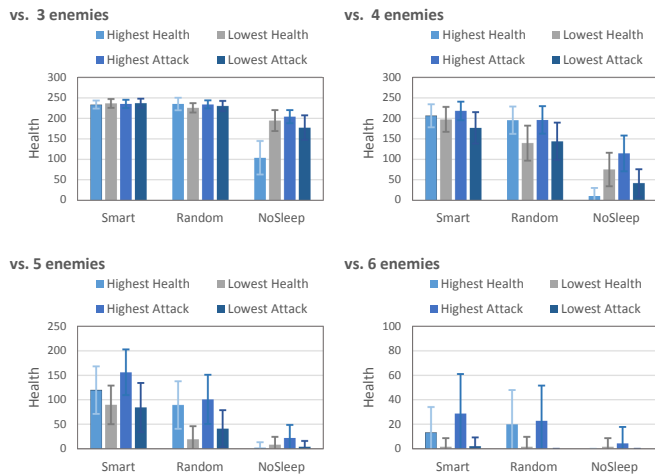 vs. 3 enemies
Highest Health Lowest Health
Highest Attack Lowest Attack
300
250
200
150
100
50
0
Health
Smart Random NoSleep
vs. 4 enemies
Highest Health Lowest Health
Highest Attack Lowest Attack
300
250
200
150
100
50
0
Health
Smart Random NoSleep
vs. 5 enemies
Highest Health Lowest Health
Highest Attack Lowest Attack
250
200
150
100
50
0
Health
Smart Random NoSleep
vs. 6 enemies
Highest Health Lowest Health
Highest Attack Lowest Attack
100
80
60
40
20
0
Health
Smart Random NoSleep